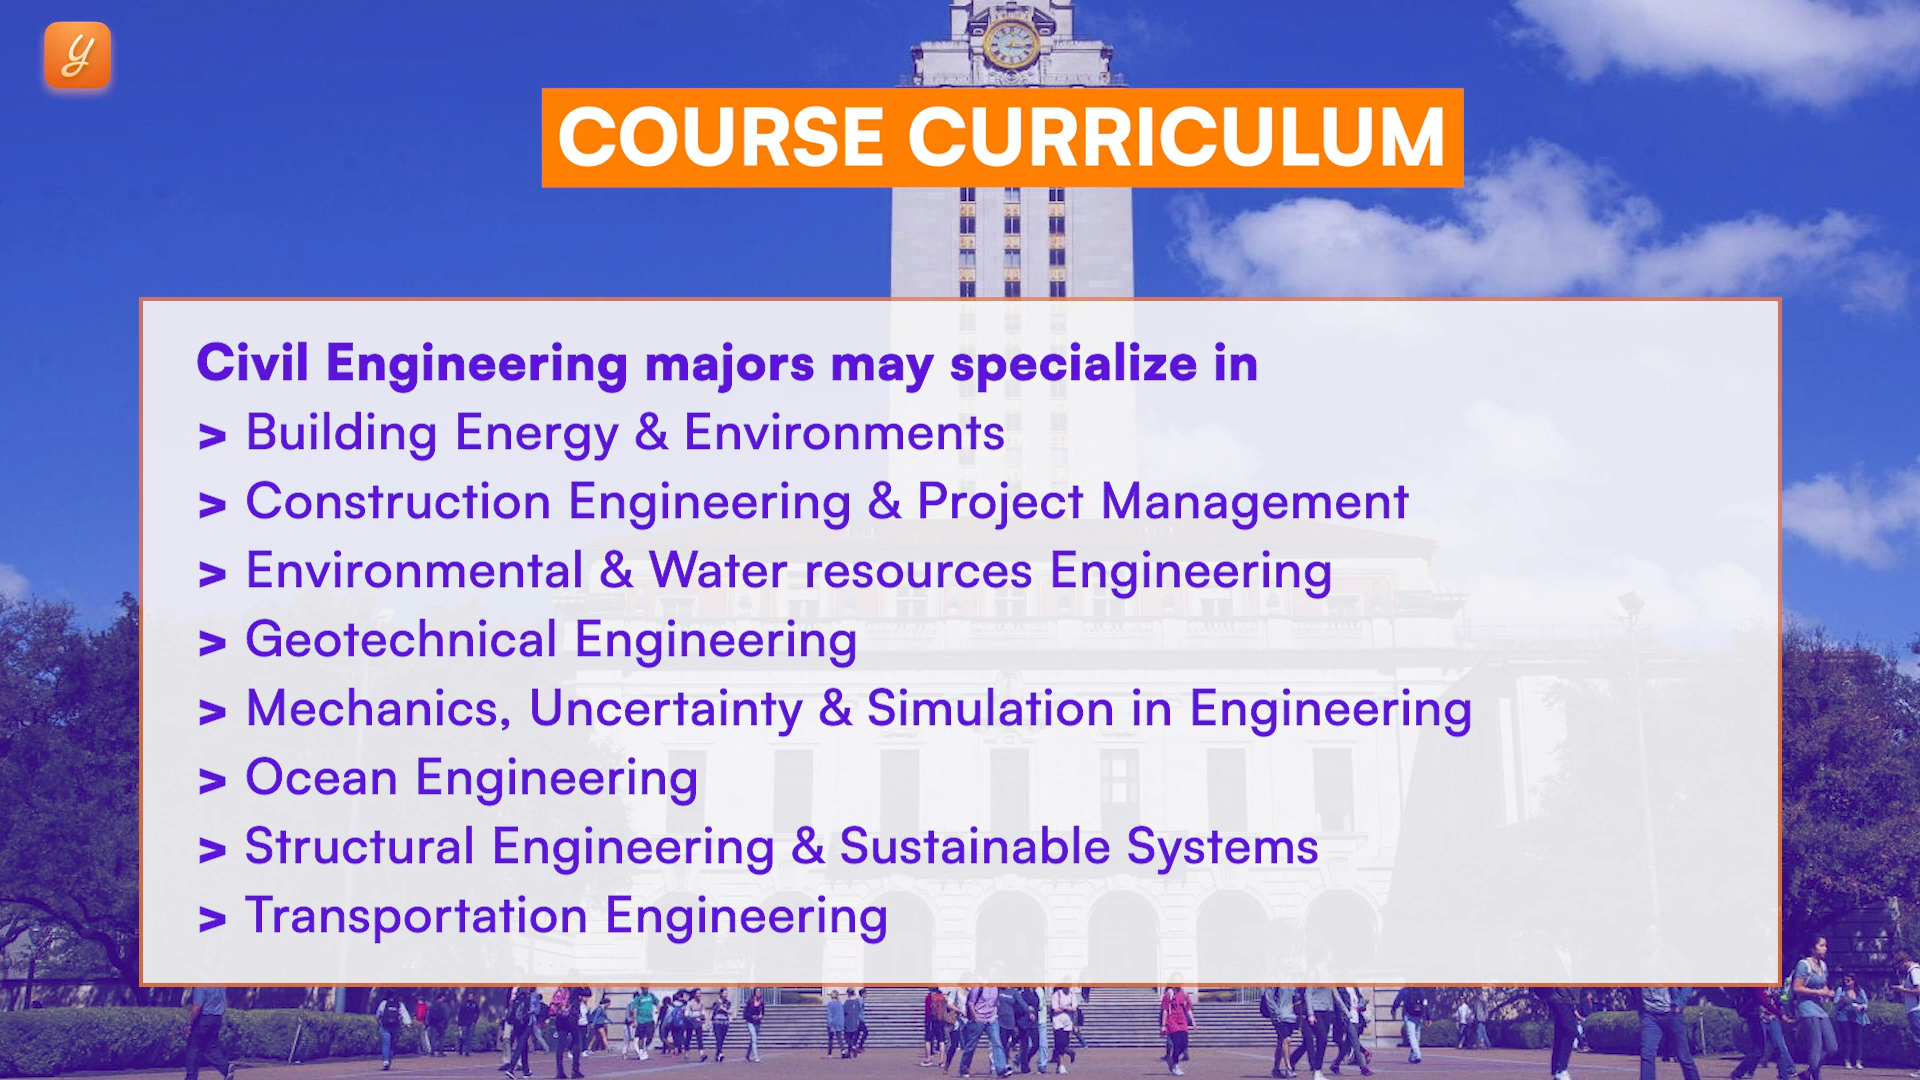 y
COURSE CURRICULUM
Civil Engineering majors may specialize in
> Building Energy & Environments
> Construction Engineering & Project Management
> Environmental & Water resources Engineering
> Geotechnical Engineering
> Mechanics, Uncertainty & Simulation in Engineering
> Ocean Engineering
> Structural Engineering & Sustainable Systems
> Transportation Engineering